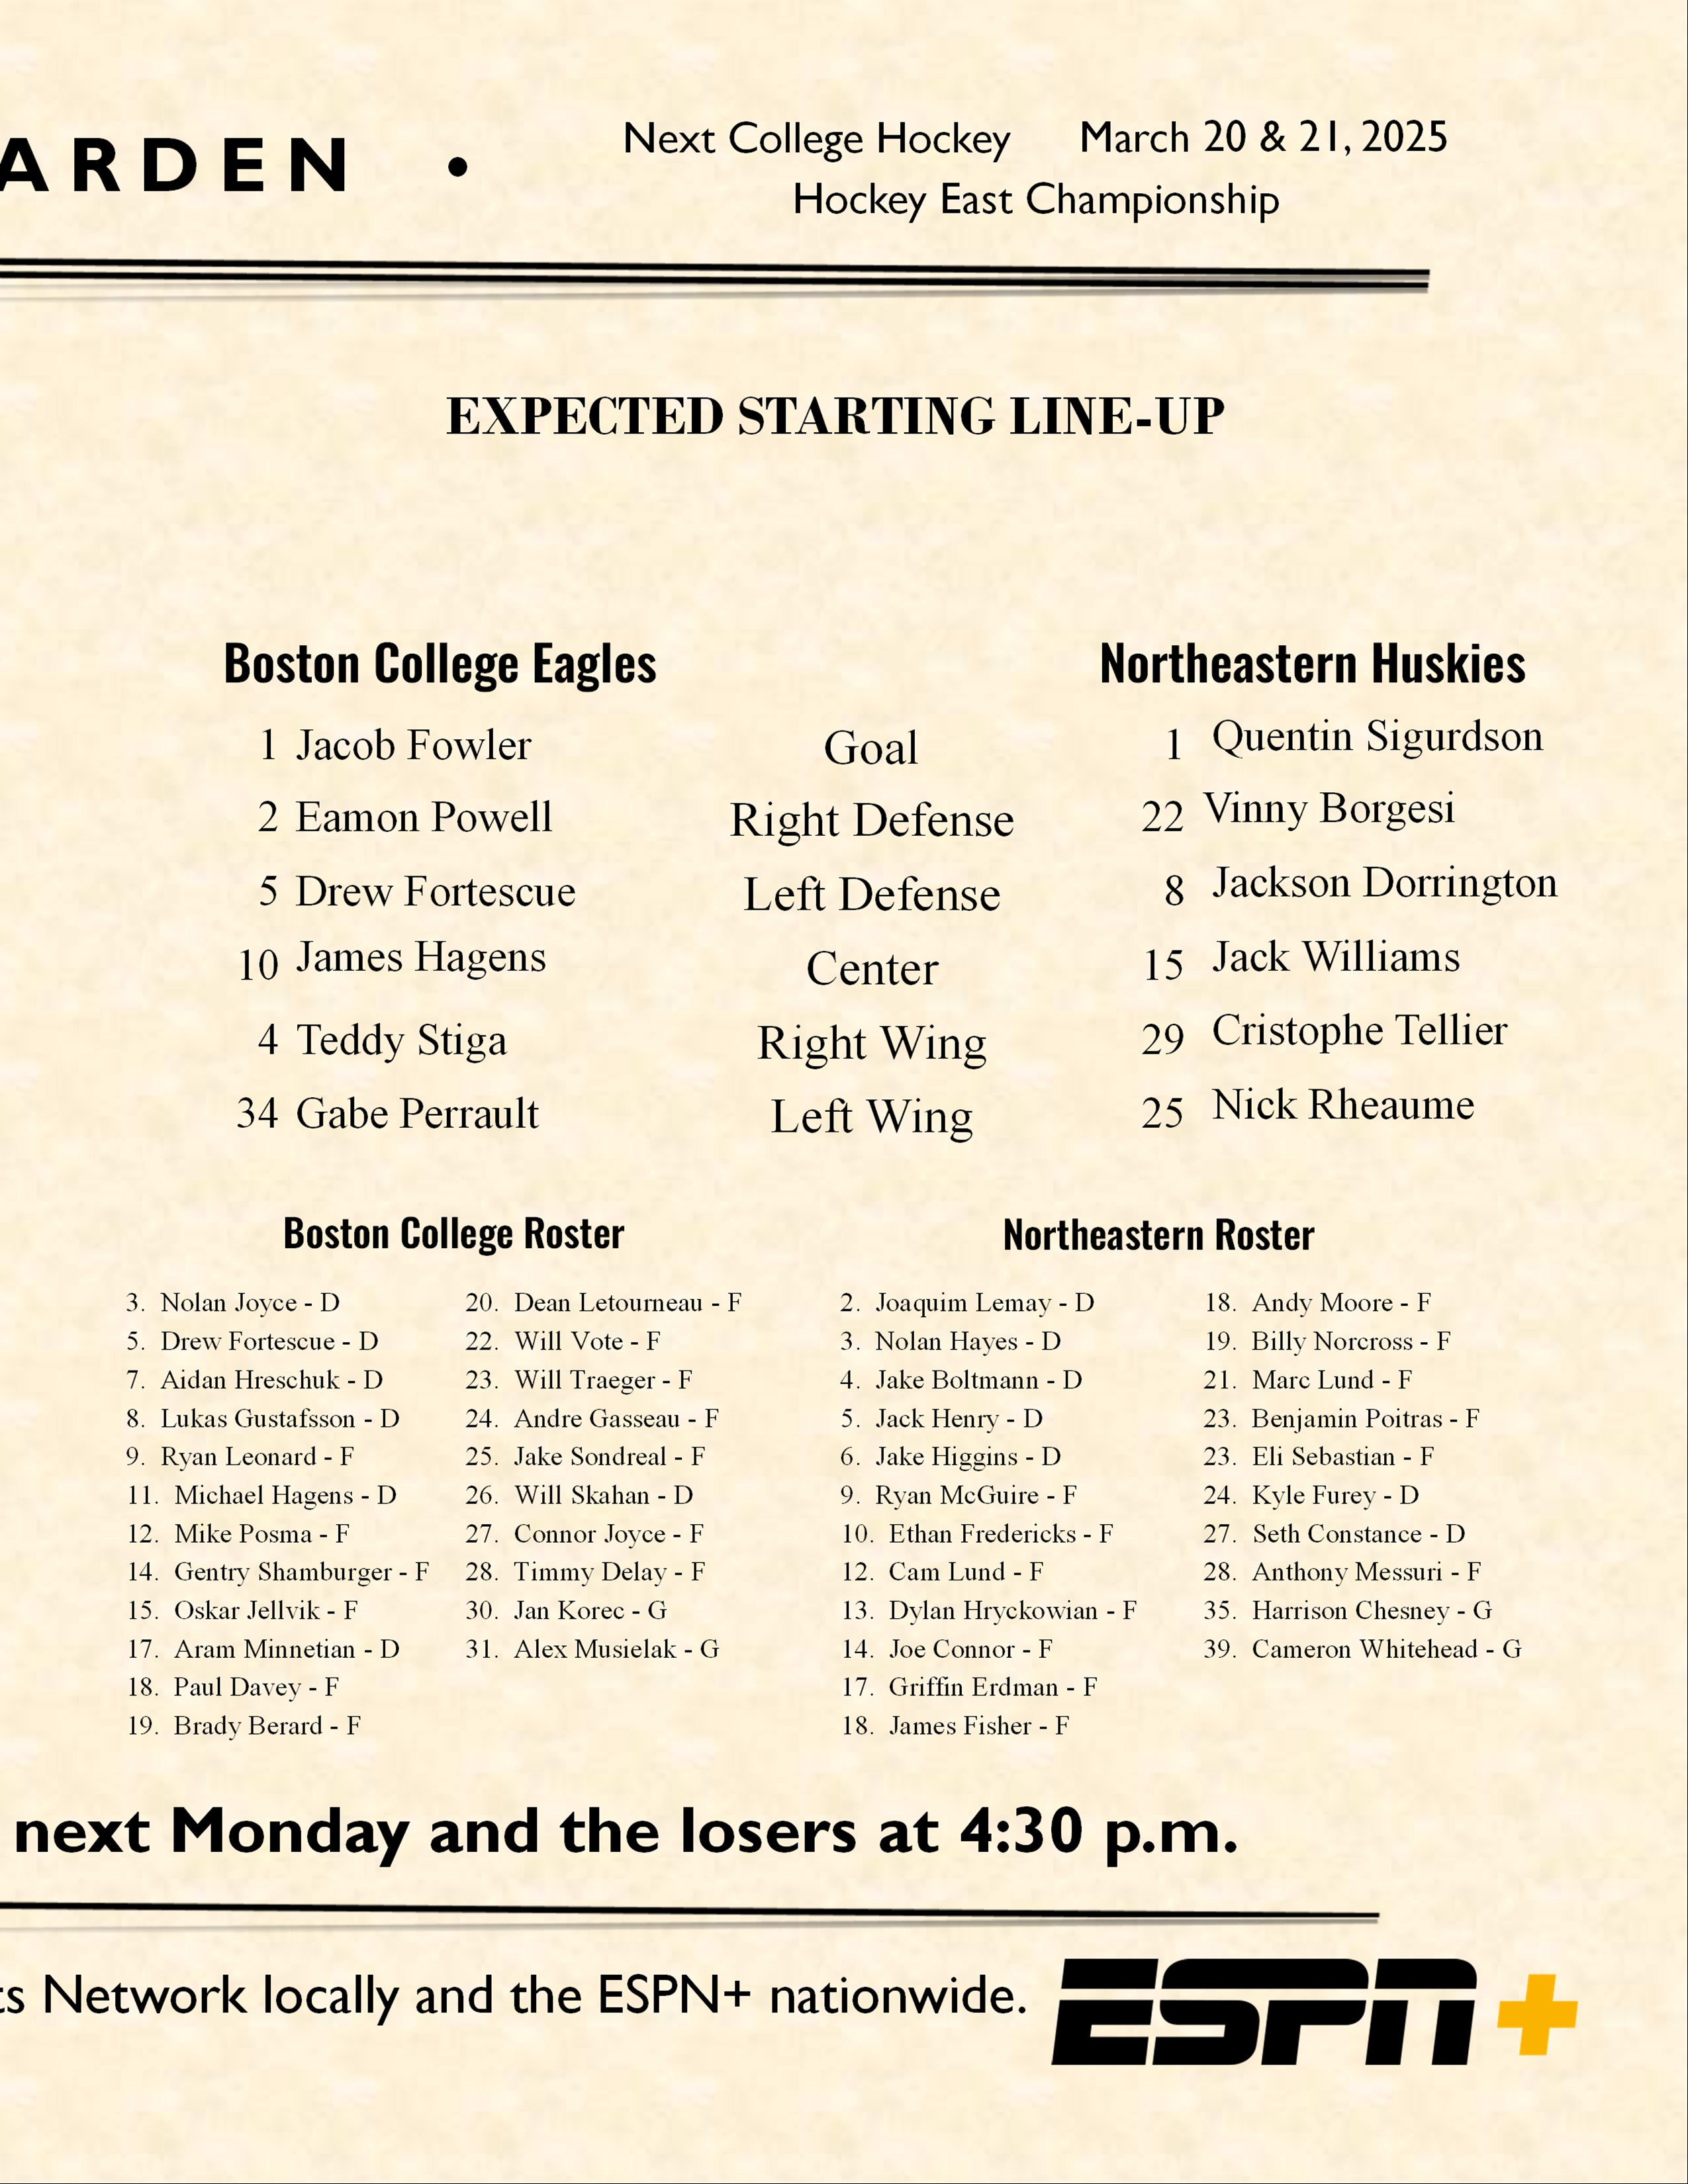 ARDEN •
Next College Hockey March 20 & 21, 2025
Hockey East Championship
EXPECTED STARTING LINE-UP
Boston College Eagles Northeastern Huskies
1 Jacob Fowler Goal 1 Quentin Sigurdson
2 Eamon Powell Right Defense 22 Vinny Borgesi
5 Drew Fortescue Left Defense 8 Jackson Dorrington
10 James Hagens Center 15 Jack Williams
4 Teddy Stiga Right Wing 29 Cristophe Tellier
34 Gabe Perrault Left Wing 25 Nick Rheaume
Boston College Roster
3. Nolan Joyce - D
5. Drew Fortescue - D
7. Aidan Hreschuk - D
8. Lukas Gustafsson - D
9. Ryan Leonard - F
11. Michael Hagens - D
12. Mike Posma - F
14. Gentry Shamburger - F
15. Oskar Jellvik - F
17. Aram Minnetian - D
18. Paul Davey - F
19. Brady Berard - F
20. Dean Letourneau - F
22. Will Vote - F
23. Will Traeger - F
24. Andre Gasseau - F
25. Jake Sondreal - F
26. Will Skahan - D
27. Connor Joyce - F
28. Timmy Delay - F
30. Jan Korec - G
31. Alex Musielak - G
Northeastern Roster
2. Joaquim Lemay - D
3. Nolan Hayes - D
4. Jake Boltmann - D
5. Jack Henry - D
6. Jake Higgins - D
9. Ryan McGuire - F
10. Ethan Fredericks - F
12. Cam Lund - F
13. Dylan Hryckowian - F
14. Joe Connor - F
17. Griffin Erdman - F
18. James Fisher - F
18. Andy Moore - F
19. Billy Norcross - F
21. Marc Lund - F
23. Benjamin Poitras - F
23. Eli Sebastian - F
24. Kyle Furey - D
27. Seth Constance - D
28. Anthony Messuri - F
35. Harrison Chesney - G
39. Cameron Whitehead - G
next Monday and the losers at 4:30 p.m.
ts Network locally and the ESPN+ nationwide.
ESPN+